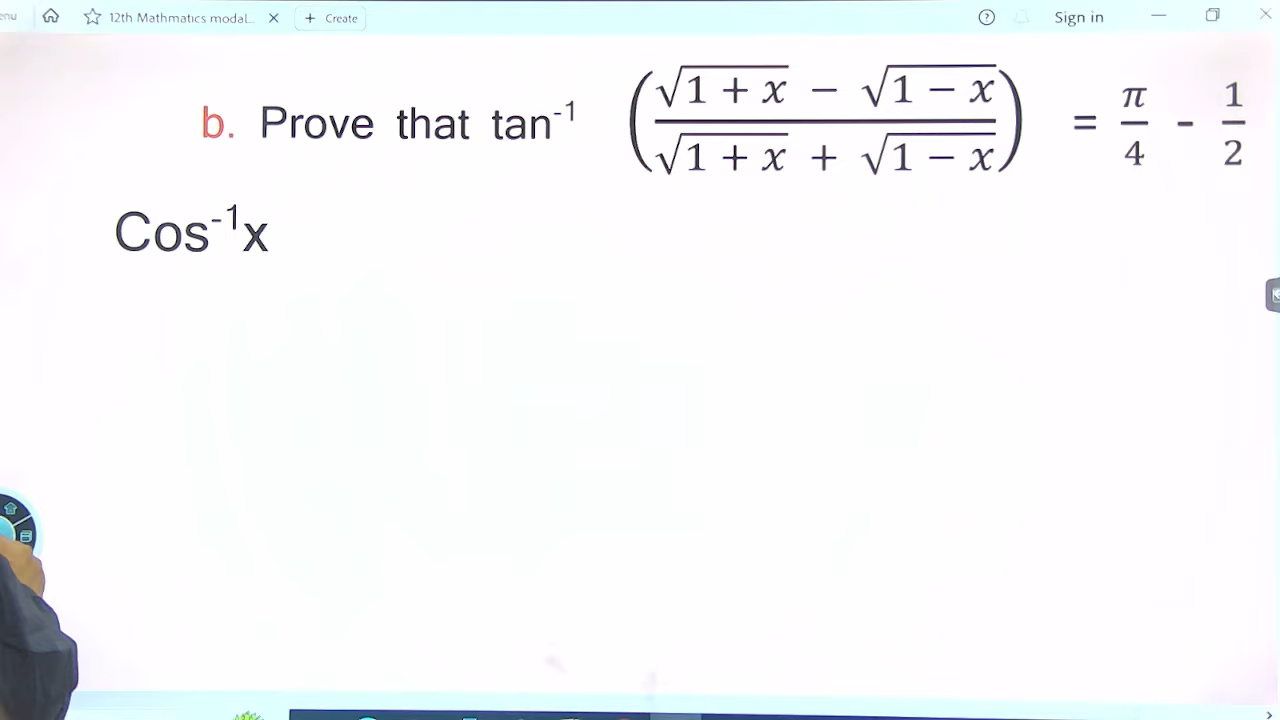 enu 12th Mathmatics modal... × + Create Sign in
b. Prove that tan⁻¹ (√1 + x − √1 − x / √1 + x + √1 − x) = π/4 - 1/2
Cos⁻¹x